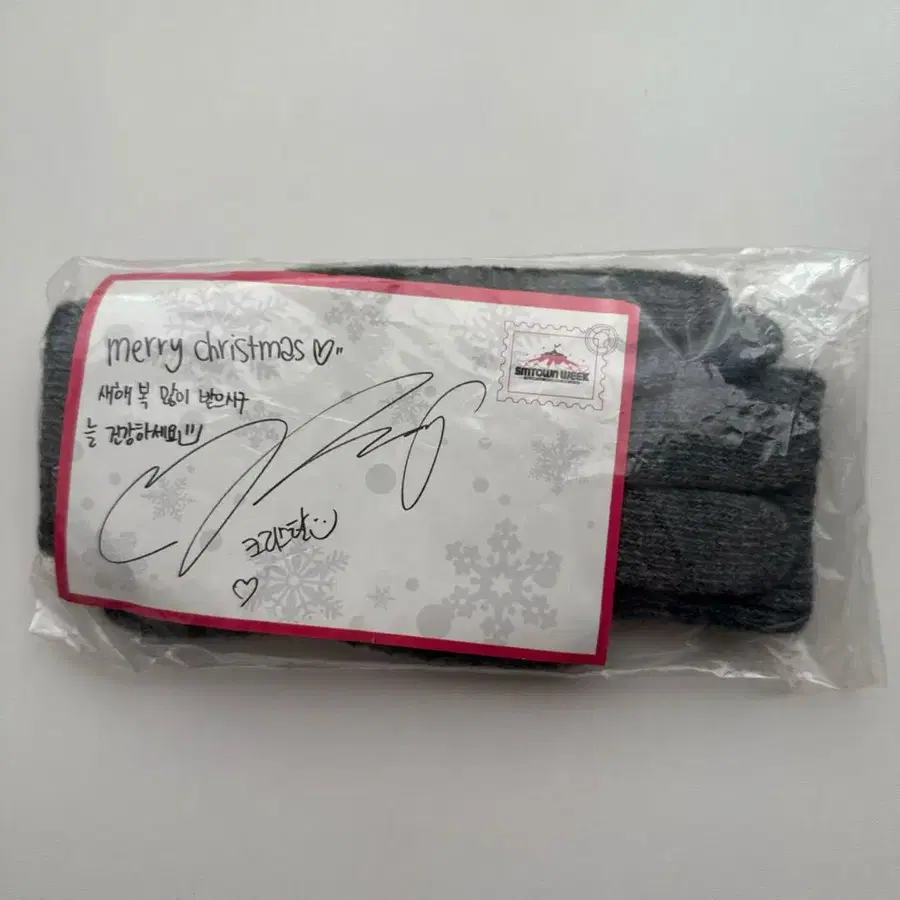 merry christmas
SMTOWN WEEK
새해 복 많이 받으시구
늘 건강하세요
크리스탈